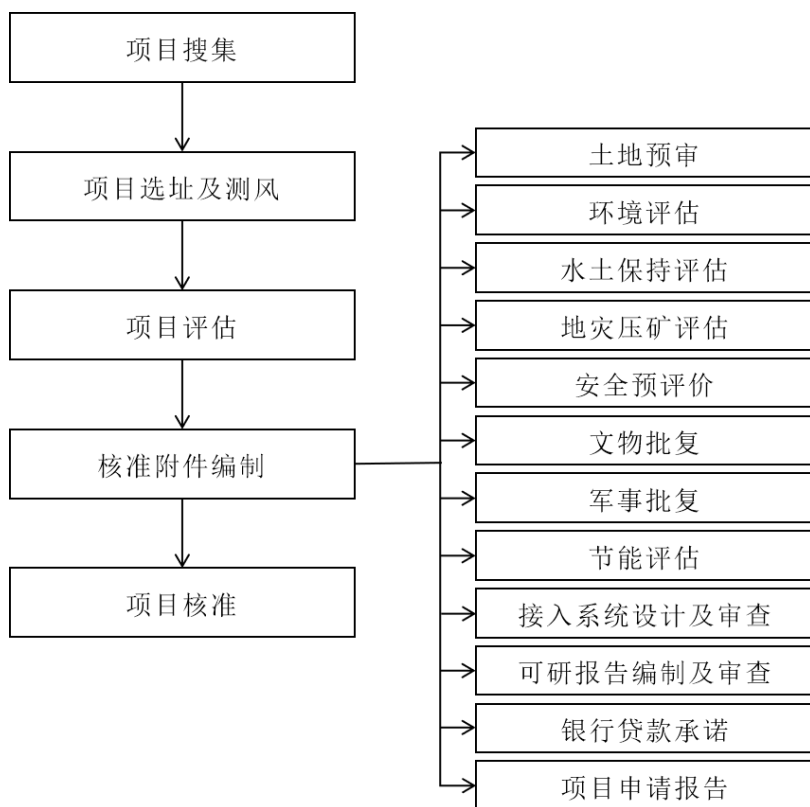 项目搜集
项目选址及测风
项目评估
核准附件编制
项目核准
土地预审
环境评估
水土保持评估
地灾压矿评估
安全预评价
文物批复
军事批复
节能评估
接入系统设计及审查
可研报告编制及审查
银行贷款承诺
项目申请报告